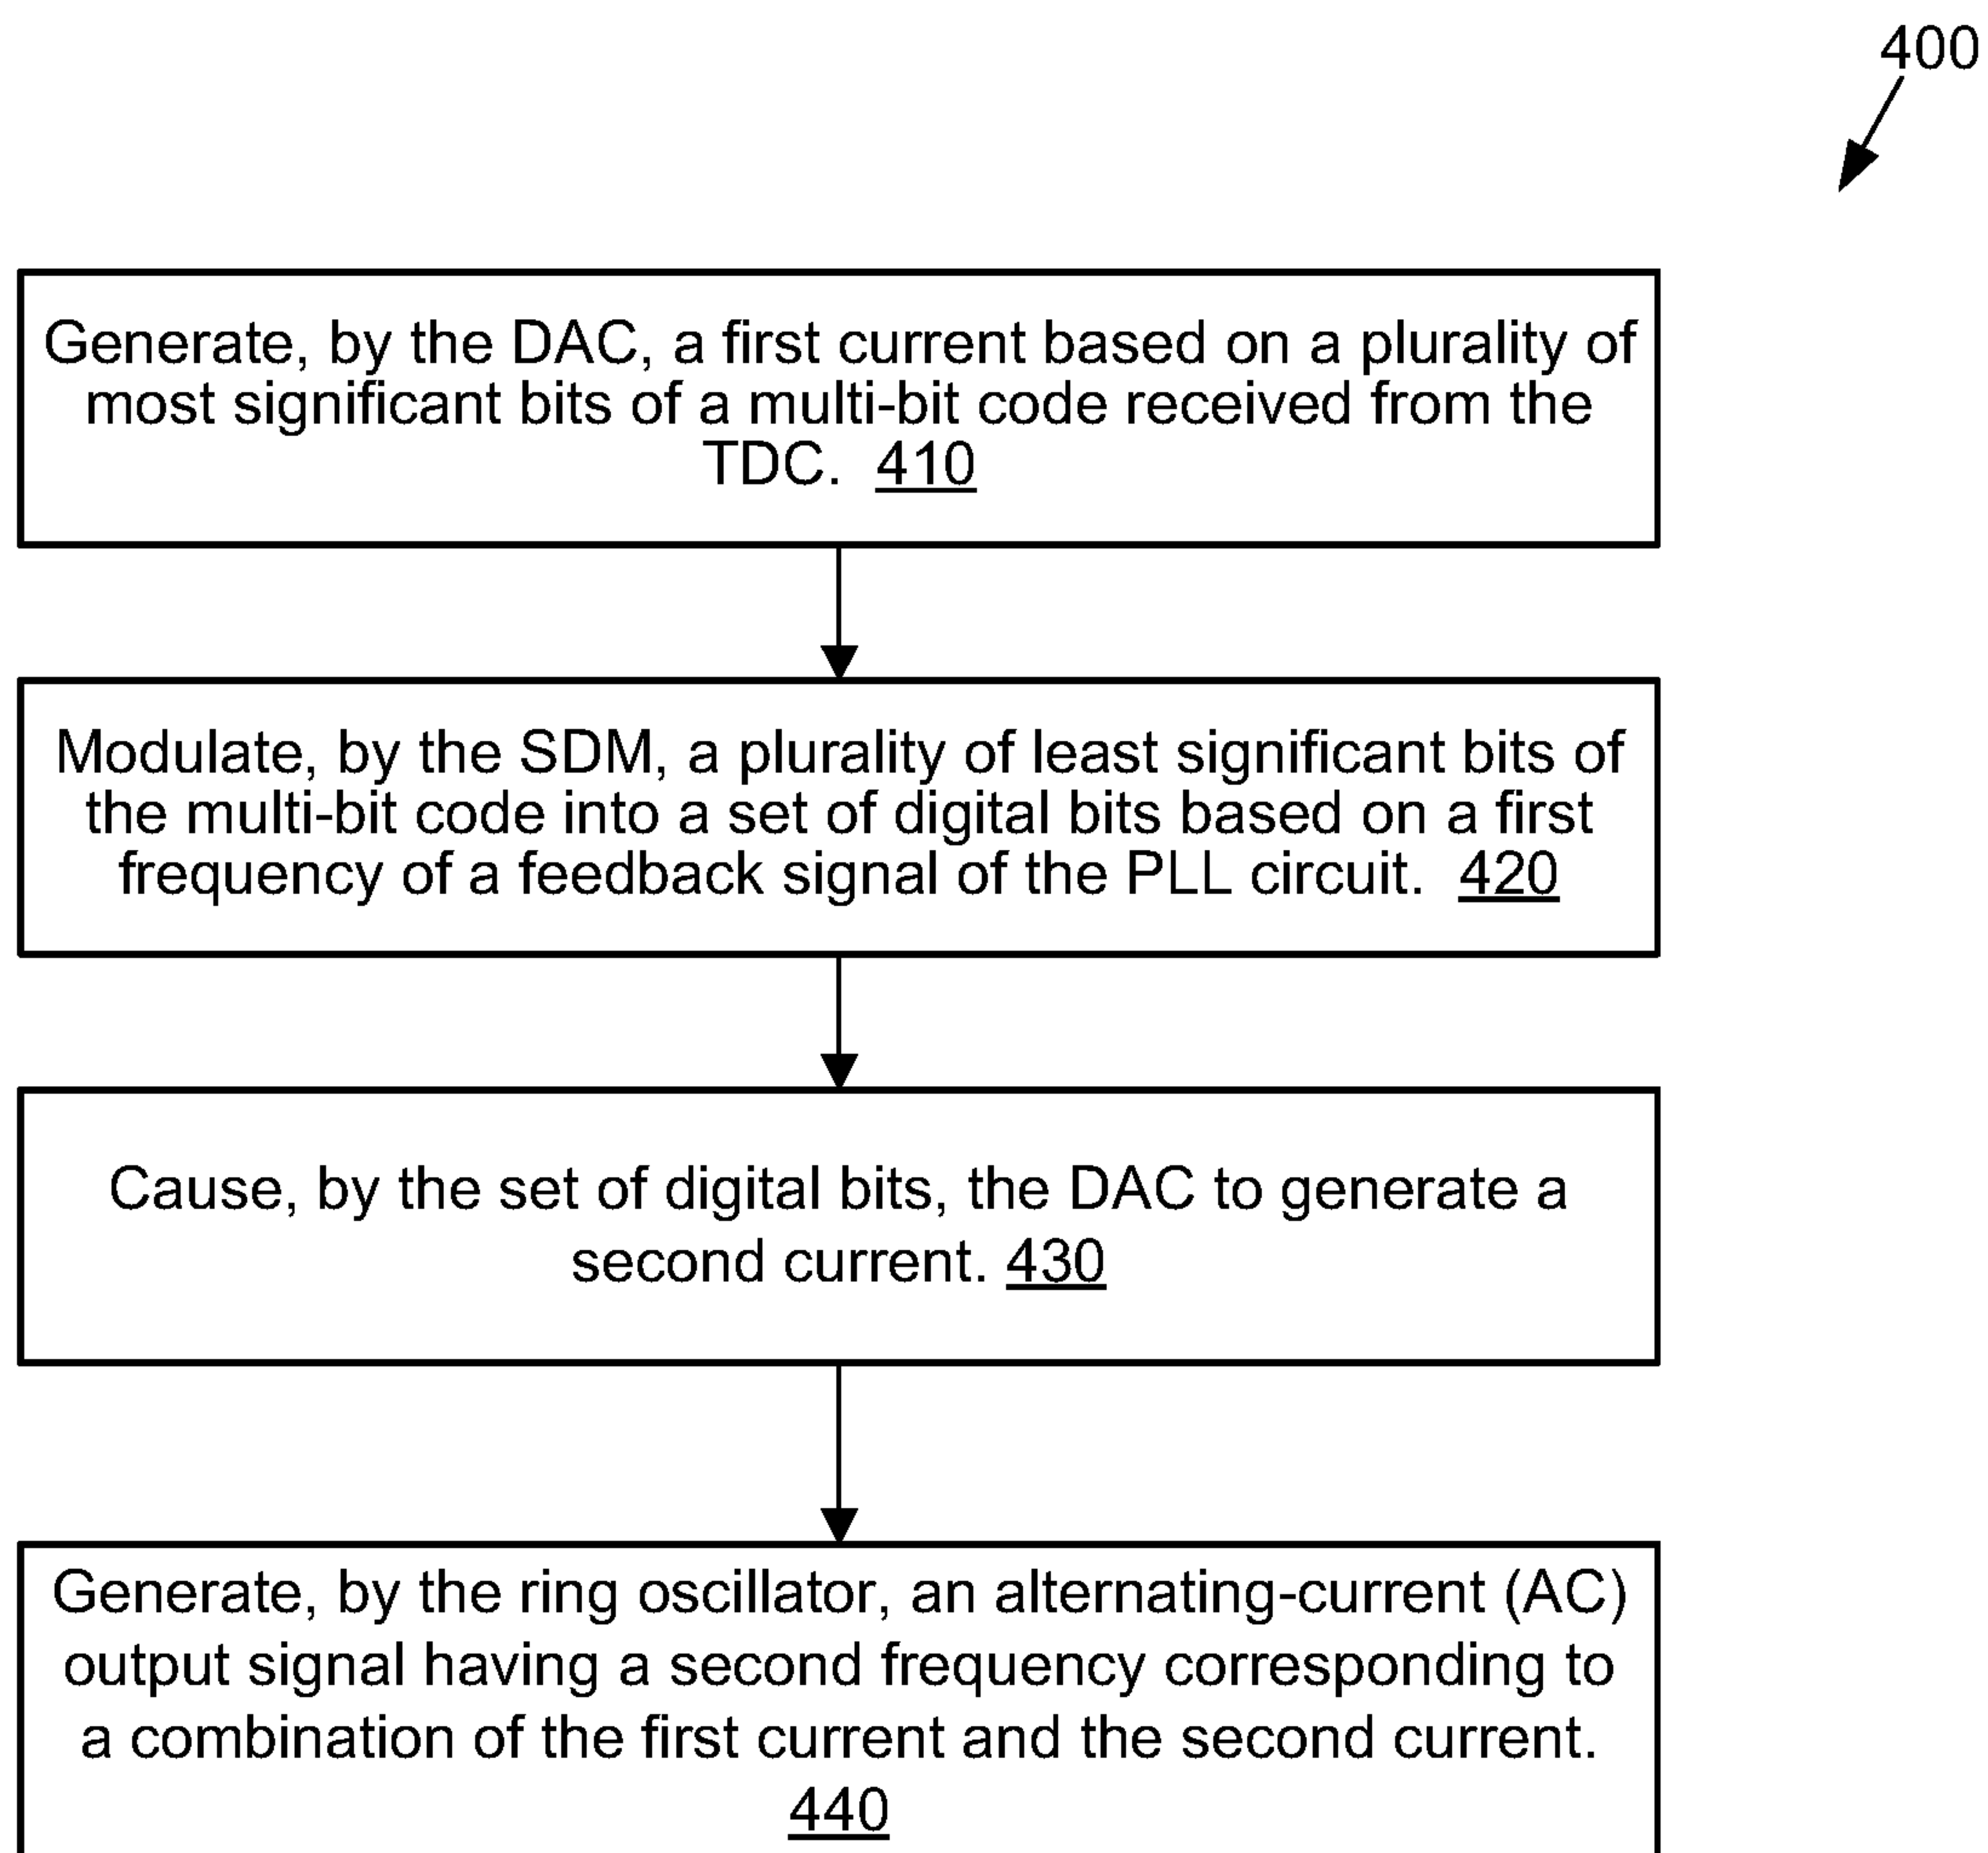 400
Generate, by the DAC, a first current based on a plurality of
most significant bits of a multi-bit code received from the
TDC. 410
Modulate, by the SDM, a plurality of least significant bits of
the multi-bit code into a set of digital bits based on a first
frequency of a feedback signal of the PLL circuit. 420
Cause, by the set of digital bits, the DAC to generate a
second current. 430
Generate, by the ring oscillator, an alternating-current (AC)
output signal having a second frequency corresponding to
a combination of the first current and the second current.
440